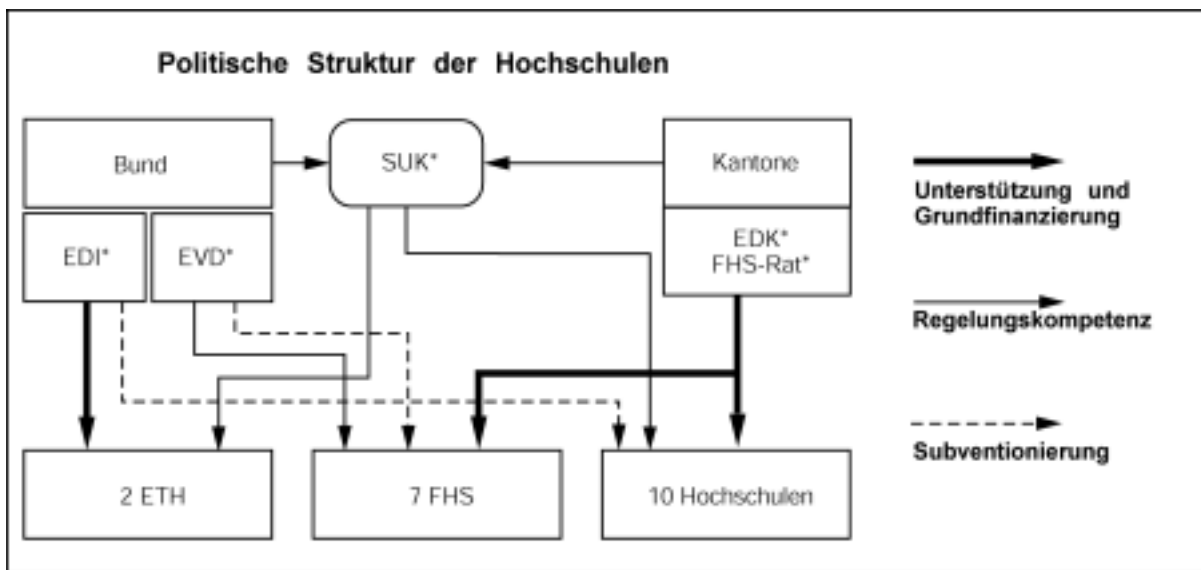 Politische Struktur der Hochschulen
Bund
SUK*
Kantone
EDI*
EVD*
EDK*
FHS-Rat*
2 ETH
7 FHS
10 Hochschulen
Unterstützung und
Grundfinanzierung
Regelungskompetenz
Subventionierung